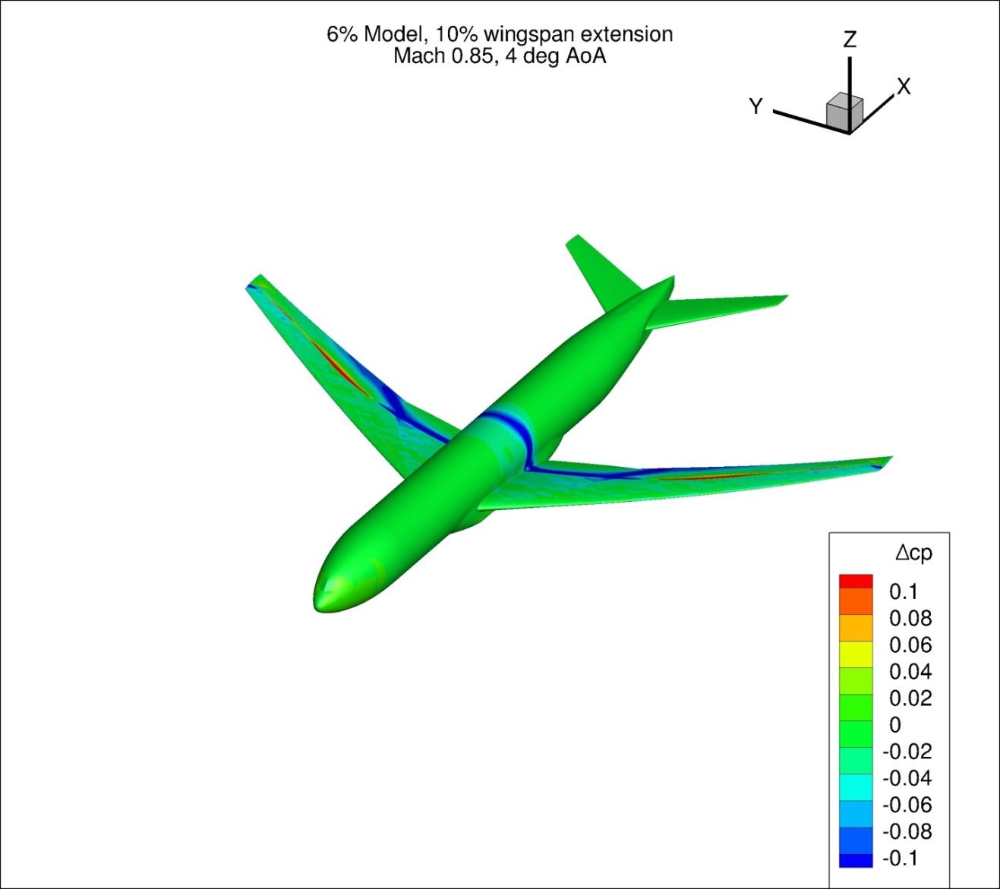 6% Model, 10% wingspan extension
Mach 0.85, 4 deg AoA
Z
X
Y
Δcp
0.1
0.08
0.06
0.04
0.02
0
-0.02
-0.04
-0.06
-0.08
-0.1